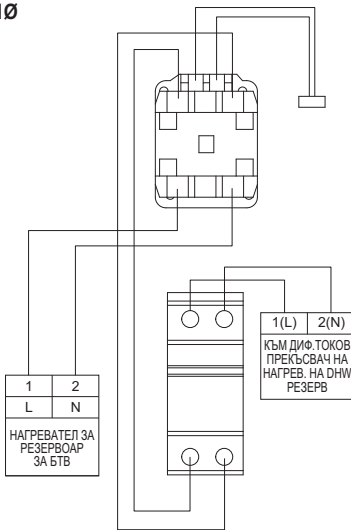 1Ø
1(L) 2(N)
КЪМ ДИФ.ТОКОВ
ПРЕКЪСВАЧ НА
НАГРЕВ. НА DHW
РЕЗЕРВ
1 2
L N
НАГРЕВАТЕЛ ЗА
РЕЗЕРВОАР
ЗА БТВ